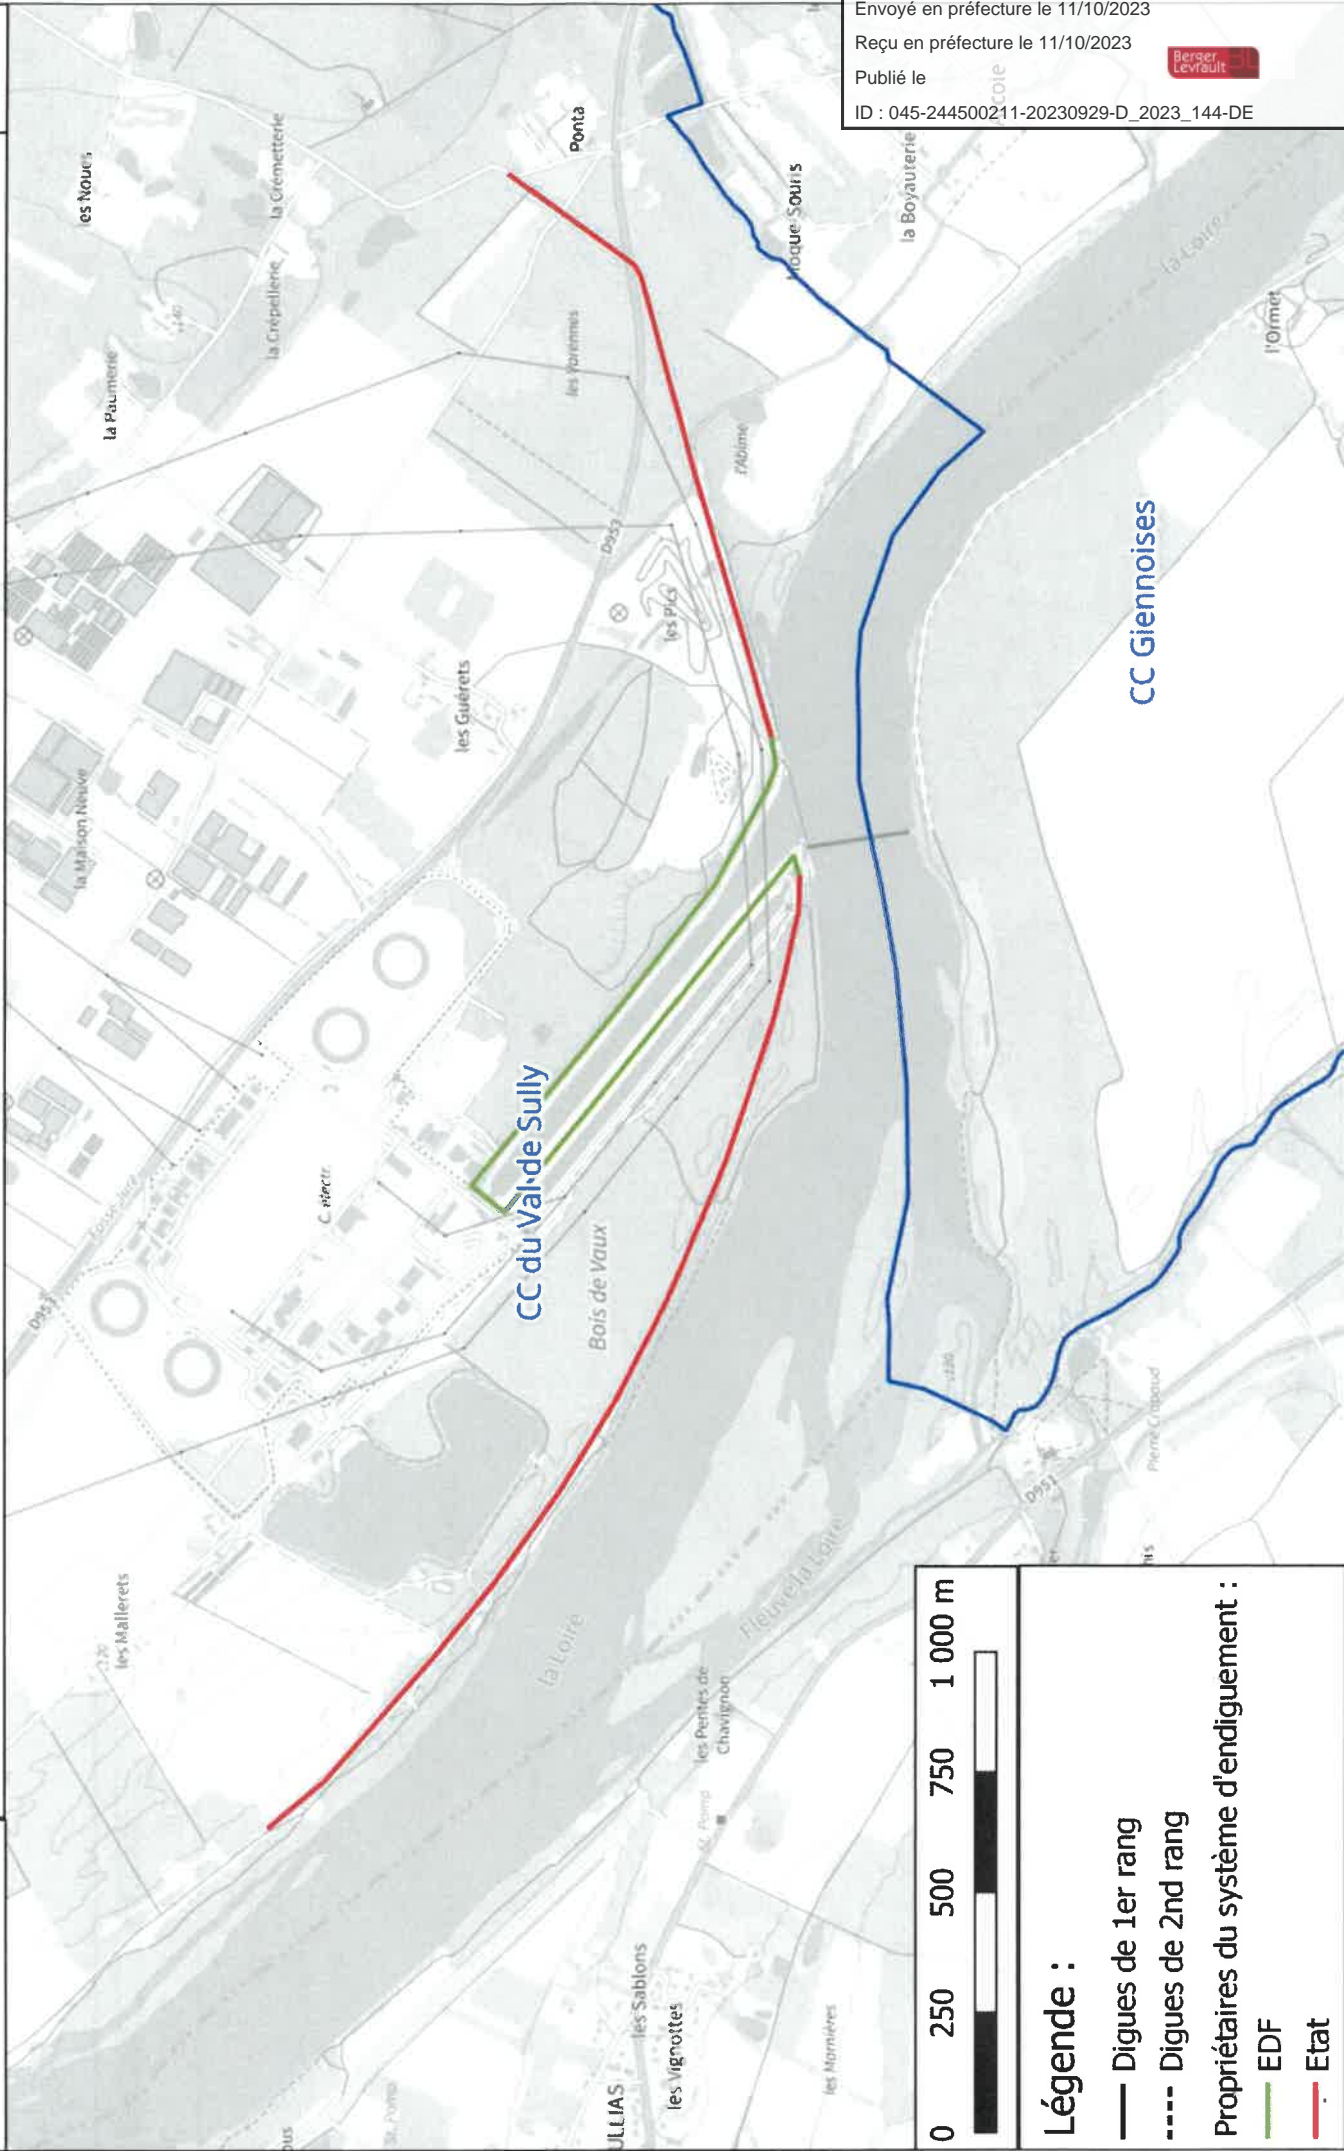 Envoyé en préfecture le 11/10/2023
Reçu en préfecture le 11/10/2023
Publié le
ID : 045-244500211-20230929-D_2023_144-DE
Berger
Levrault
les Noues
la Gremetterie
la Crépellerie
la Paumerie
Ponta
les Varennes
l'Abîme
la Boyauterie
la Loire
l'Ormet
D953
les Pics
les Guérets
la Maison Neuve
CC Giennoises
CC du Val de Sully
Bois de Vaux
D953
les Mallerets
la Loire
Fleuve la Loire
les Pentes de
Chavignon
D951
ULLIAS
les Sablons
les Vignottes
les Mornières
0 250 500 750 1 000 m
Légende :
Digues de 1er rang
Digues de 2nd rang
Propriétaires du système d'endiguement :
EDF
Etat